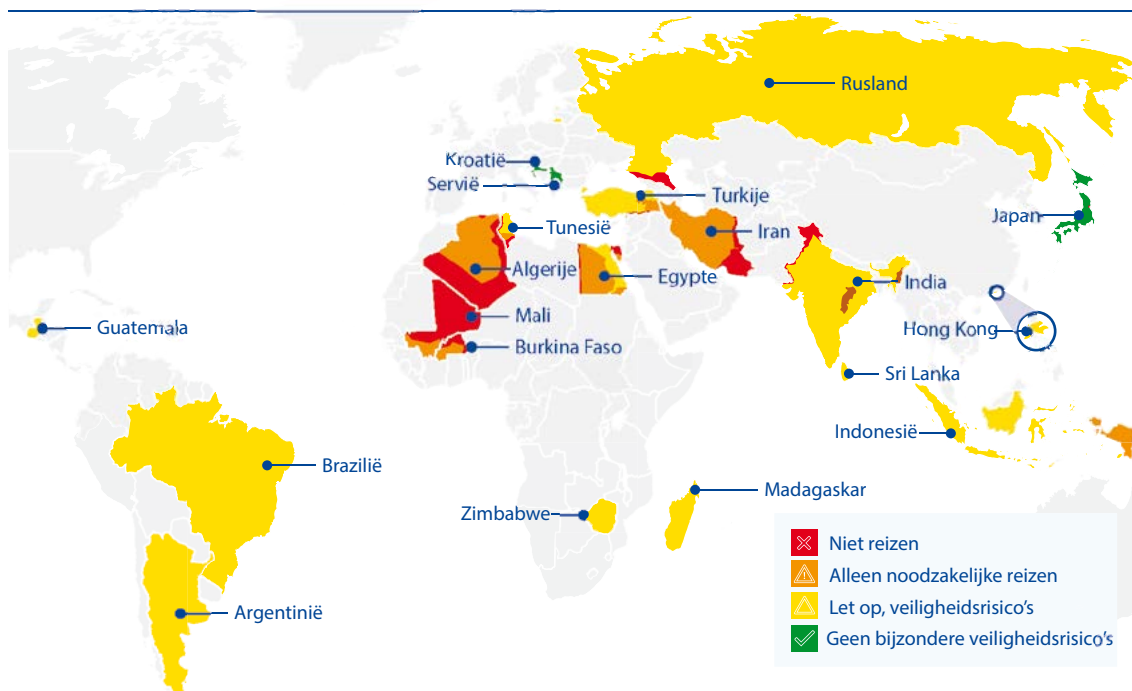 Rusland
Kroatië
Servië
Turkije
Japan
Tunesië
Iran
Algerije
Egypte
India
Mali
Guatemala
Hong Kong
Burkina Faso
Sri Lanka
Indonesië
Brazilië
Madagaskar
Zimbabwe
Niet reizen
Alleen noodzakelijke reizen
Let op, veiligheidsrisico's
Argentinië
Geen bijzondere veiligheidsrisico's